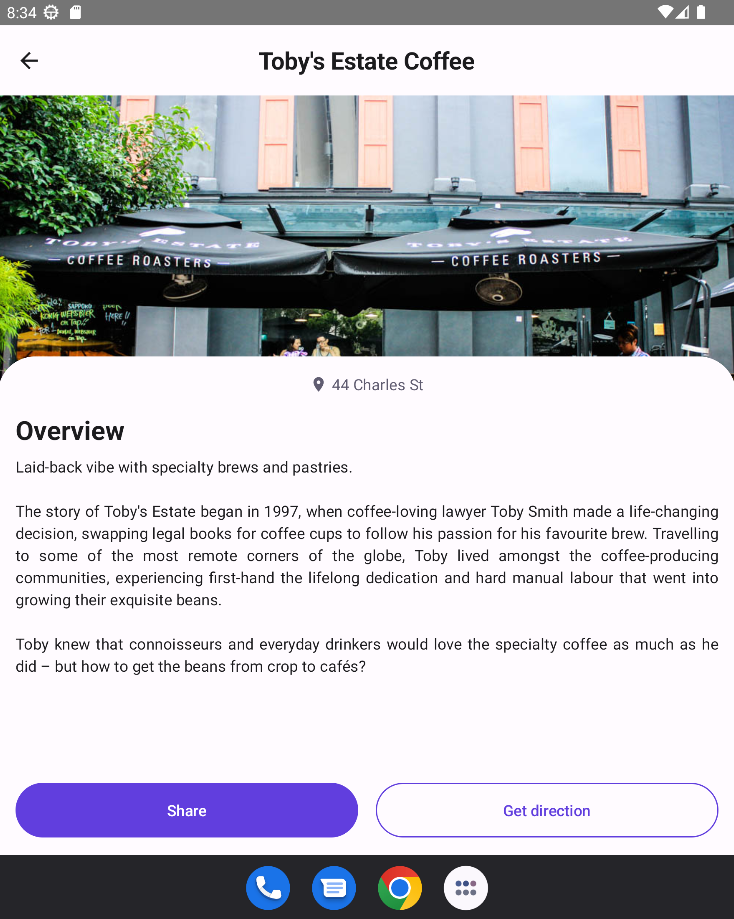 8:34
Toby's Estate Coffee
TOBY'S ESTATE
— COFFEE ROASTERS —
TOBY'S ESTATE
— COFFEE ROASTERS —
SAPPORO
HERE!!
on Tap.
44 Charles St
Overview
Laid-back vibe with specialty brews and pastries.
The story of Toby's Estate began in 1997, when coffee-loving lawyer Toby Smith made a life-changing
decision, swapping legal books for coffee cups to follow his passion for his favourite brew. Travelling
to some of the most remote corners of the globe, Toby lived amongst the coffee-producing
communities, experiencing first-hand the lifelong dedication and hard manual labour that went into
growing their exquisite beans.
Toby knew that connoisseurs and everyday drinkers would love the specialty coffee as much as he
did – but how to get the beans from crop to cafés?
Share
Get direction